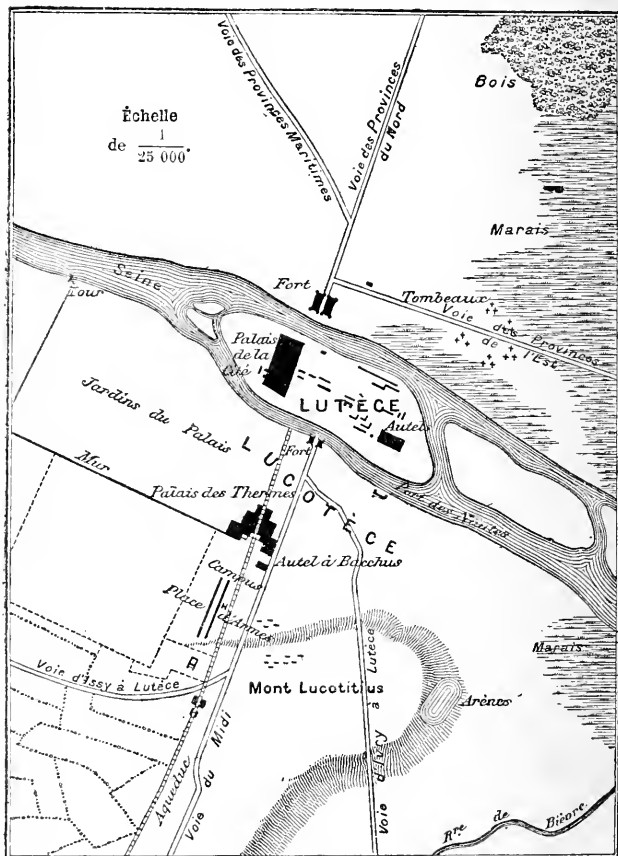 Échelle
de 1/25 000.
Voie des Provinces Maritimes
Voie des Provinces
du Nord
Bois
Marais
Seine
Tour
Fort
Tombeaux
Voie des Provinces
de l'Est
Palais
de la
Cité
LUTÈCE
Autels
Jardins du Palais
Fort
LUCOTÈCE
Mur
Palais des Thermes
Port des Nautes
Autel à Bacchus
Campus
Place d'Armes
Marais
Voie d'Issy à Lutèce
Mont Lucotitius
Arènes
Voie d'Ivry à Lutèce
Aqueduc
Voie du Midi
Rre de Bièvre